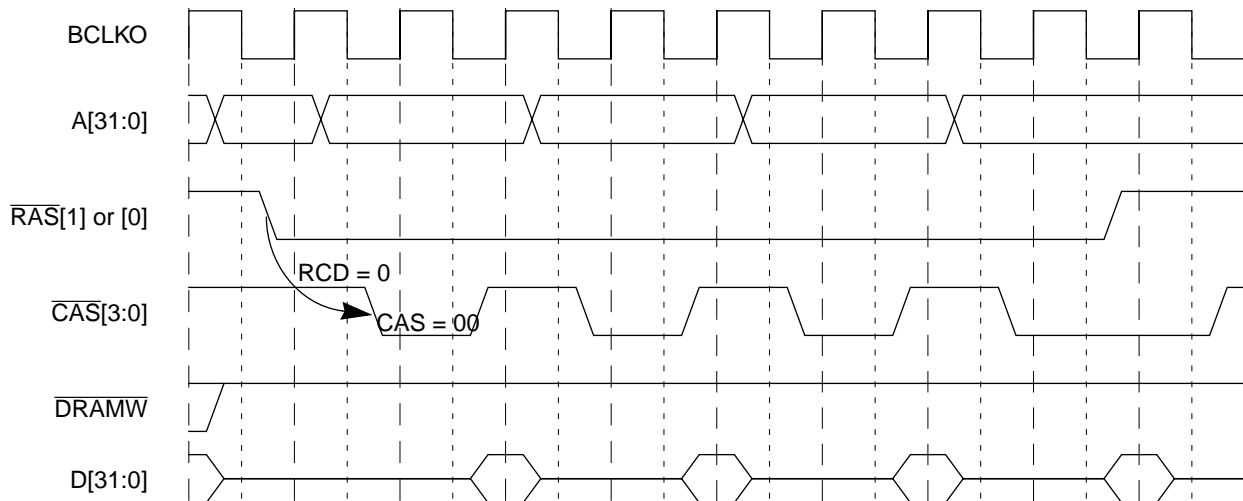 BCLKO
A[31:0]
RAS[1] or [0]
RCD = 0
CAS[3:0]
CAS = 00
DRAMW
D[31:0]